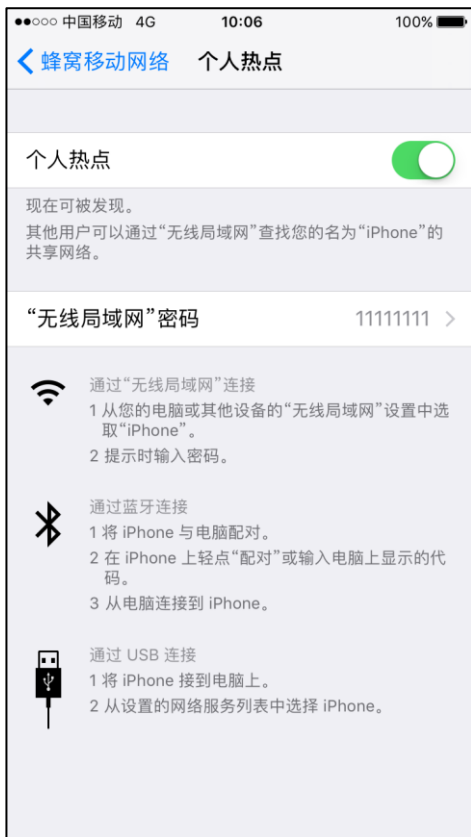 ●●○○○ 中国移动 4G 10:06 100%
蜂窝移动网络 个人热点
个人热点
现在可被发现。
其他用户可以通过“无线局域网”查找您的名为“iPhone”的
共享网络。
“无线局域网”密码 11111111
通过“无线局域网”连接
1 从您的电脑或其他设备的“无线局域网”设置中选
取“iPhone”。
2 提示时输入密码。
通过蓝牙连接
1 将 iPhone 与电脑配对。
2 在 iPhone 上轻点“配对”或输入电脑上显示的代
码。
3 从电脑连接到 iPhone。
通过 USB 连接
1 将 iPhone 接到电脑上。
2 从设置的网络服务列表中选择 iPhone。